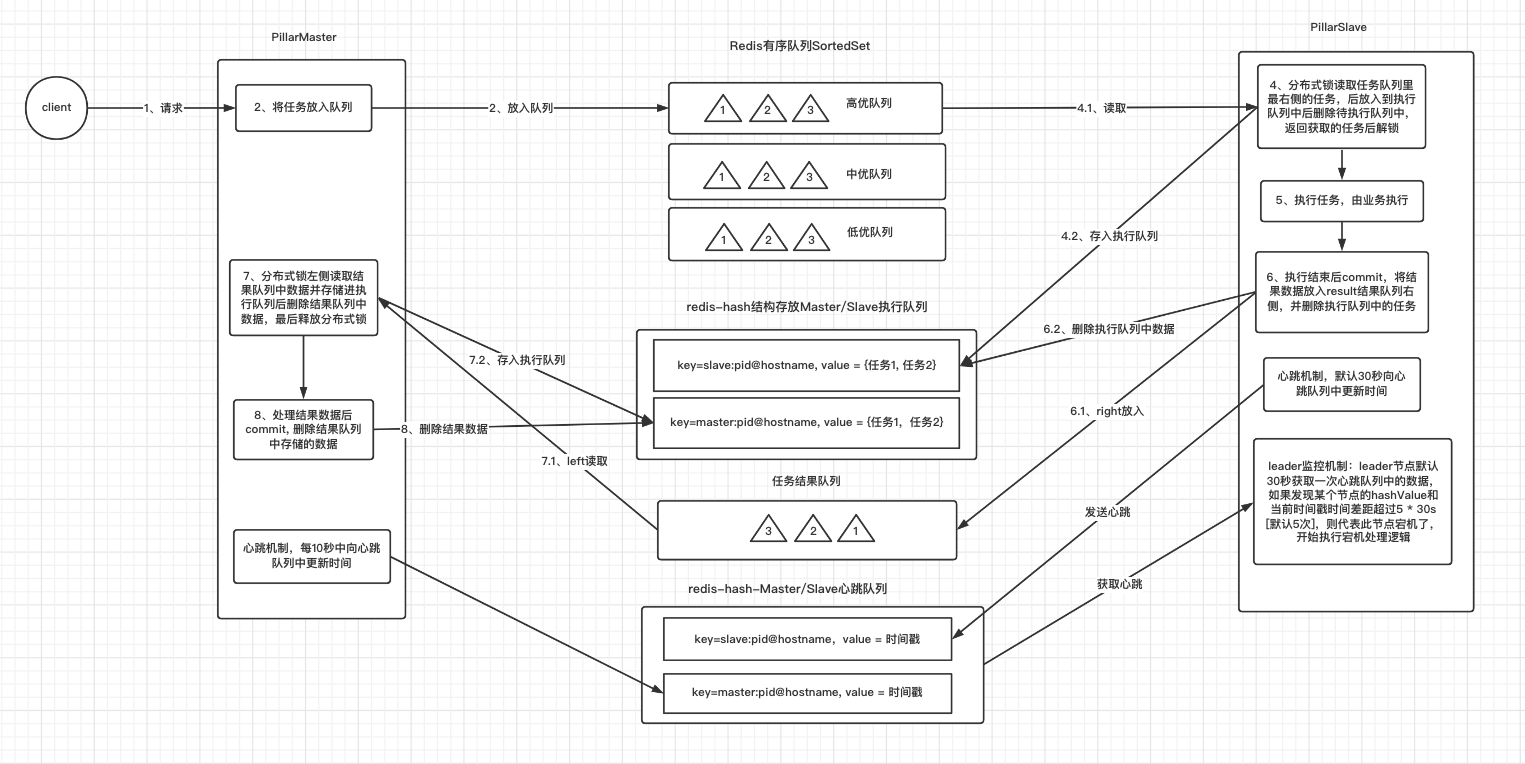 PillarMaster
client
1、请求
2、将任务放入队列
2、放入队列
7、分布式锁左侧读取结
果队列中数据并存储进执
行队列后删除结果队列中
数据，最后释放分布式锁
8、处理结果数据后
commit, 删除结果队列
中存储的数据
心跳机制，每10秒中向心跳
队列中更新时间
Redis有序队列SortedSet
1 2 3 高优队列
1 2 3 中优队列
1 2 3 低优队列
redis-hash结构存放Master/Slave执行队列
key=slave:pid@hostname, value = {任务1, 任务2}
key=master:pid@hostname, value = {任务1，任务2}
任务结果队列
3 2 1
redis-hash-Master/Slave心跳队列
key=slave:pid@hostname，value = 时间戳
key=master:pid@hostname, value = 时间戳
7.2、存入执行队列
8、删除结果数据
7.1、left读取
4.1、读取
4.2、存入执行队列
6.2、删除执行队列中数据
6.1、right放入
发送心跳
获取心跳
PillarSlave
4、分布式锁读取任务队列里
最右侧的任务，后放入到执行
队列中后删除待执行队列中，
返回获取的任务后解锁
5、执行任务，由业务执行
6、执行结束后commit，将结
果数据放入result结果队列右
侧，并删除执行队列中的任务
心跳机制，默认30秒向心
跳队列中更新时间
leader监控机制：leader节点默认
30秒获取一次心跳队列中的数据，
如果发现某个节点的hashValue和
当前时间戳时间差距超过5 * 30s
[默认5次]，则代表此节点宕机了，
开始执行宕机处理逻辑